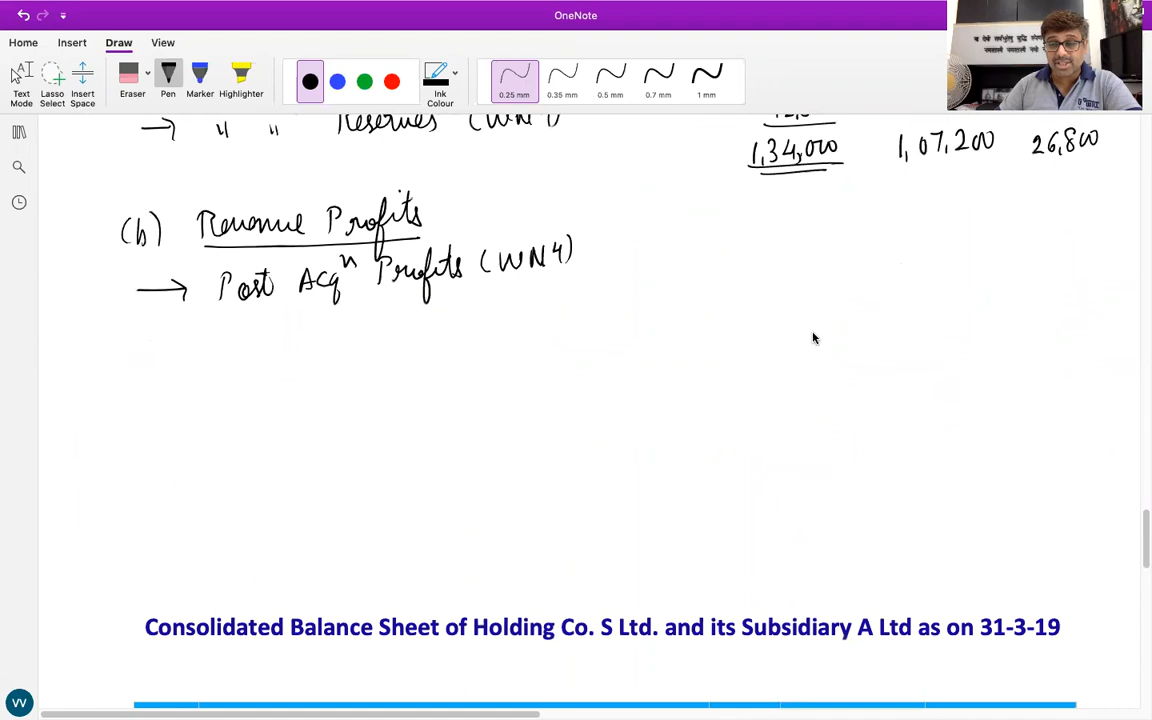 OneNote
Home Insert Draw View
Text Mode
Lasso Select
Insert Space
Eraser
Pen
Marker
Highlighter
Ink Colour
0.25 mm
0.35 mm
0.5 mm
0.7 mm
1 mm
→ " " Reserves (WN
1,34,000 1,07,200 26,800
(b) Revenue Profits
→ Post Acqⁿ Profits (WN 4)
Consolidated Balance Sheet of Holding Co. S Ltd. and its Subsidiary A Ltd as on 31-3-19
VV